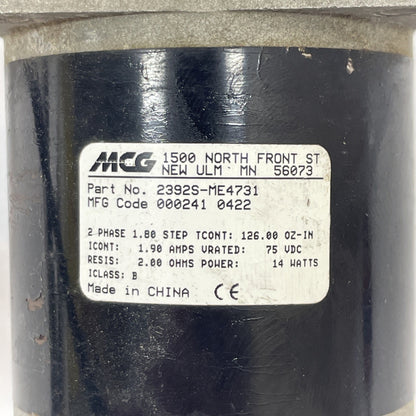 MCG 1500 NORTH FRONT ST
NEW ULM MN 56073
Part No. 2392S-ME4731
MFG Code 000241 0422
2 PHASE 1.80 STEP TCONT: 126.00 OZ-IN
ICONT: 1.90 AMPS VRATED: 75 VDC
RESIS: 2.00 OHMS POWER: 14 WATTS
ICLASS: B
Made in CHINA CE